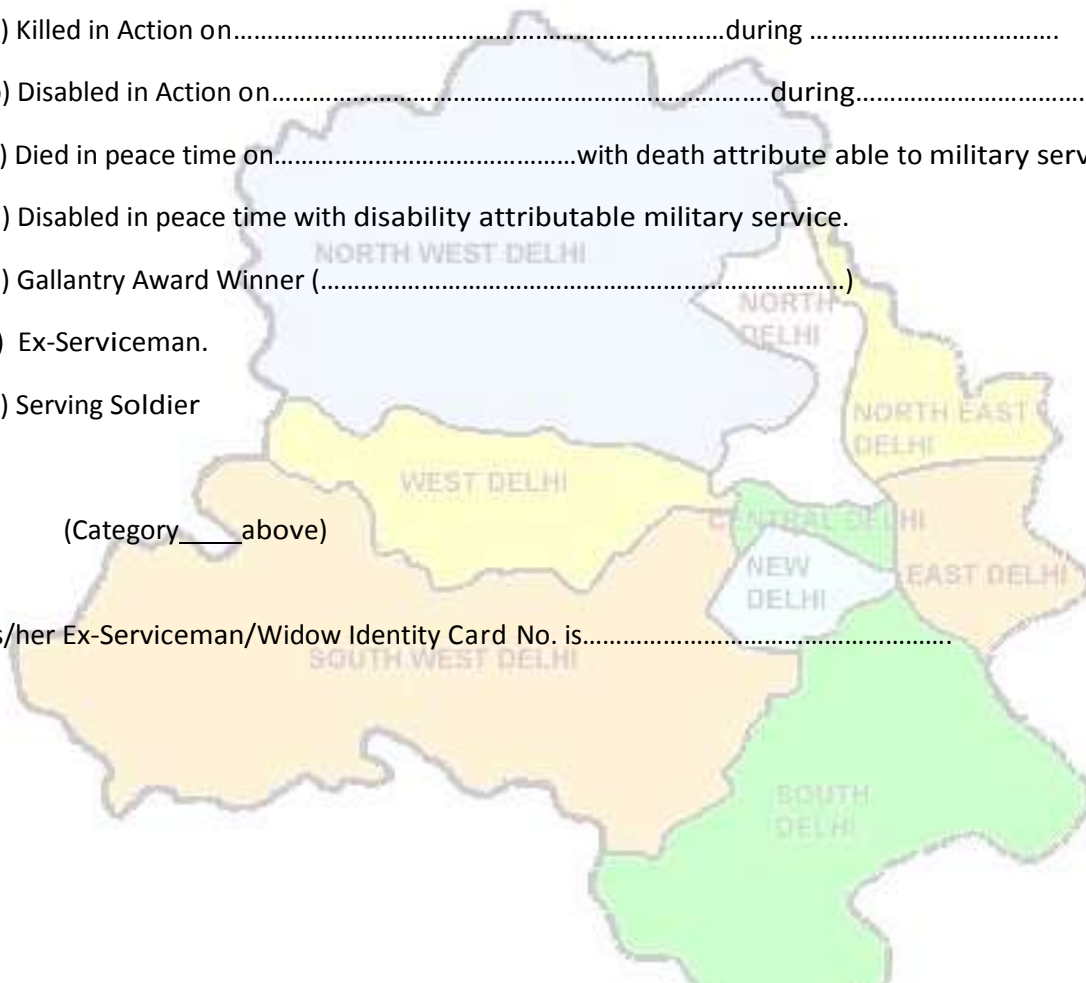 ) Killed in Action on……………………………………………………………….during ……………………………….
) Disabled in Action on……………………………………………………………….during……………………………
) Died in peace time on………………………………………with death attribute able to military serv
) Disabled in peace time with disability attributable military service.
NORTH WEST DELHI
) Gallantry Award Winner (……………………………………………………………………)
NORTH
DELHI
) Ex-Serviceman.
) Serving Soldier
NORTH EAST
DELHI
WEST DELHI
CENTRAL DELHI
(Category____above)
NEW
DELHI
EAST DELHI
s/her Ex-Serviceman/Widow Identity Card No. is………………………………………………
SOUTH WEST DELHI
SOUTH
DELHI